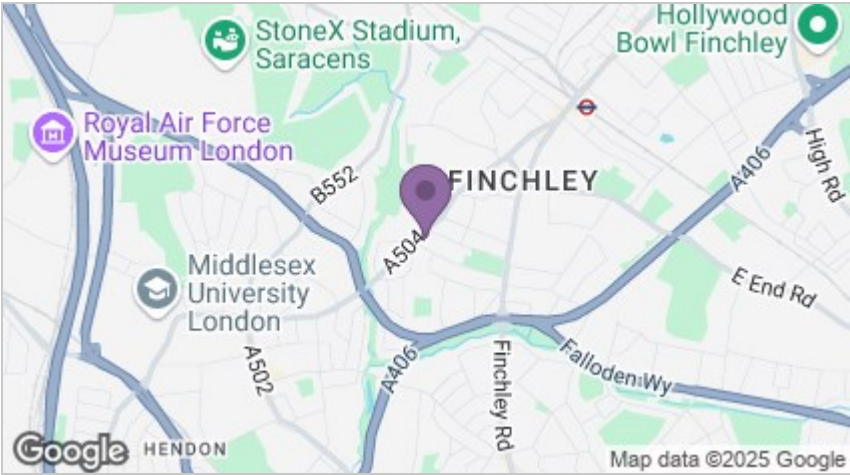 StoneX Stadium,
Saracens
Hollywood
Bowl Finchley
Royal Air Force
Museum London
B552
FINCHLEY
A406
High Rd
A504
Middlesex
University
London
E End Rd
A502
A406
Finchley Rd
Falloden Wy
HENDON
Google
Map data ©2025 Google